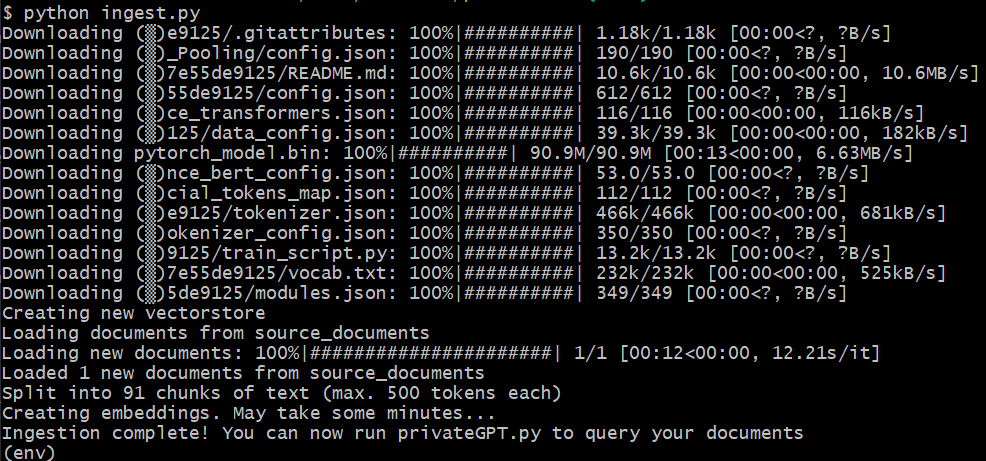 $ python ingest.py
Downloading (▒)e9125/.gitattributes: 100%|##########| 1.18k/1.18k [00:00<?, ?B/s]
Downloading (▒)_Pooling/config.json: 100%|##########| 190/190 [00:00<?, ?B/s]
Downloading (▒)7e55de9125/README.md: 100%|##########| 10.6k/10.6k [00:00<00:00, 10.6MB/s]
Downloading (▒)55de9125/config.json: 100%|##########| 612/612 [00:00<?, ?B/s]
Downloading (▒)ce_transformers.json: 100%|##########| 116/116 [00:00<00:00, 116kB/s]
Downloading (▒)125/data_config.json: 100%|##########| 39.3k/39.3k [00:00<00:00, 182kB/s]
Downloading pytorch_model.bin: 100%|##########| 90.9M/90.9M [00:13<00:00, 6.63MB/s]
Downloading (▒)nce_bert_config.json: 100%|##########| 53.0/53.0 [00:00<?, ?B/s]
Downloading (▒)cial_tokens_map.json: 100%|##########| 112/112 [00:00<?, ?B/s]
Downloading (▒)e9125/tokenizer.json: 100%|##########| 466k/466k [00:00<00:00, 681kB/s]
Downloading (▒)okenizer_config.json: 100%|##########| 350/350 [00:00<?, ?B/s]
Downloading (▒)9125/train_script.py: 100%|##########| 13.2k/13.2k [00:00<?, ?B/s]
Downloading (▒)7e55de9125/vocab.txt: 100%|##########| 232k/232k [00:00<00:00, 525kB/s]
Downloading (▒)5de9125/modules.json: 100%|##########| 349/349 [00:00<?, ?B/s]
Creating new vectorstore
Loading documents from source_documents
Loading new documents: 100%|######################| 1/1 [00:12<00:00, 12.21s/it]
Loaded 1 new documents from source_documents
Split into 91 chunks of text (max. 500 tokens each)
Creating embeddings. May take some minutes...
Ingestion complete! You can now run privateGPT.py to query your documents
(env)